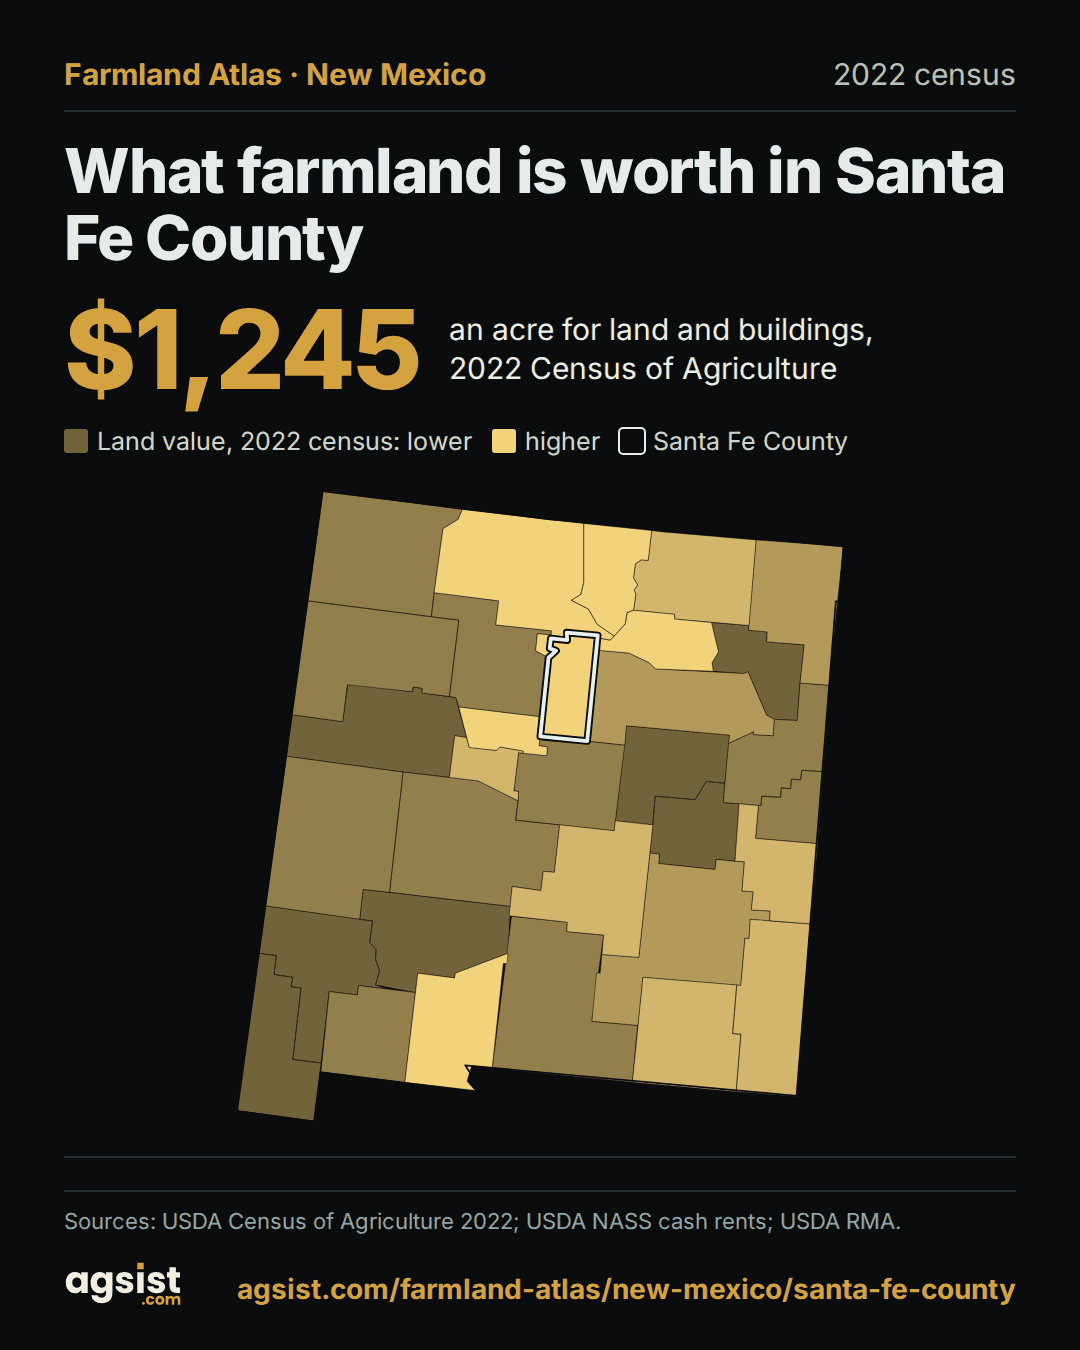 Farmland Atlas · New Mexico
2022 census
What farmland is worth in Santa
Fe County
$1,245
an acre for land and buildings,
2022 Census of Agriculture
Land value, 2022 census: lower
higher
Santa Fe County
Sources: USDA Census of Agriculture 2022; USDA NASS cash rents; USDA RMA.
agsist
.com
agsist.com/farmland-atlas/new-mexico/santa-fe-county